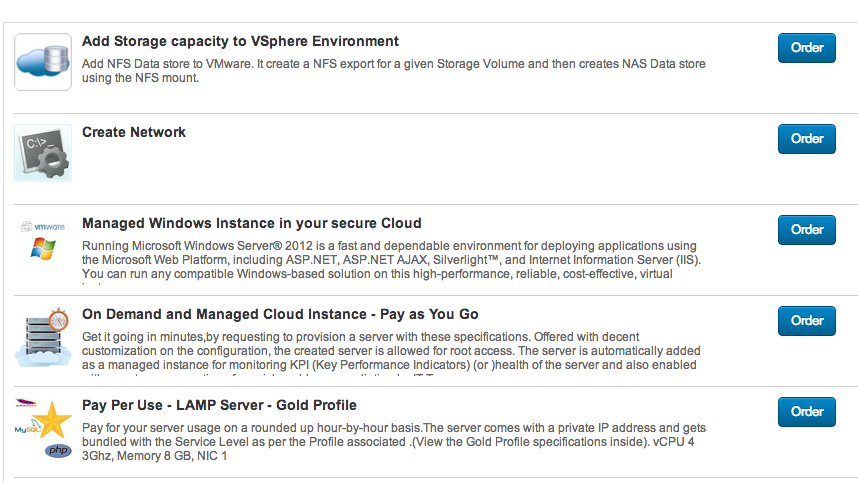 Add Storage capacity to VSphere Environment
Order
Add NFS Data store to VMware. It create a NFS export for a given Storage Volume and then creates NAS Data store
using the NFS mount.
C:\>_
Create Network
Order
vmware
Managed Windows Instance in your secure Cloud
Order
Running Microsoft Windows Server® 2012 is a fast and dependable environment for deploying applications using
the Microsoft Web Platform, including ASP.NET, ASP.NET AJAX, Silverlight™, and Internet Information Server (IIS).
You can run any compatible Windows-based solution on this high-performance, reliable, cost-effective, virtual
On Demand and Managed Cloud Instance - Pay as You Go
Order
Get it going in minutes,by requesting to provision a server with these specifications. Offered with decent
customization on the configuration, the created server is allowed for root access. The server is automatically added
as a managed instance for monitoring KPI (Key Performance Indicators) (or )health of the server and also enabled
Pay Per Use - LAMP Server - Gold Profile
Order
MySQL
php
Pay for your server usage on a rounded up hour-by-hour basis.The server comes with a private IP address and gets
bundled with the Service Level as per the Profile associated .(View the Gold Profile specifications inside). vCPU 4
3Ghz, Memory 8 GB, NIC 1